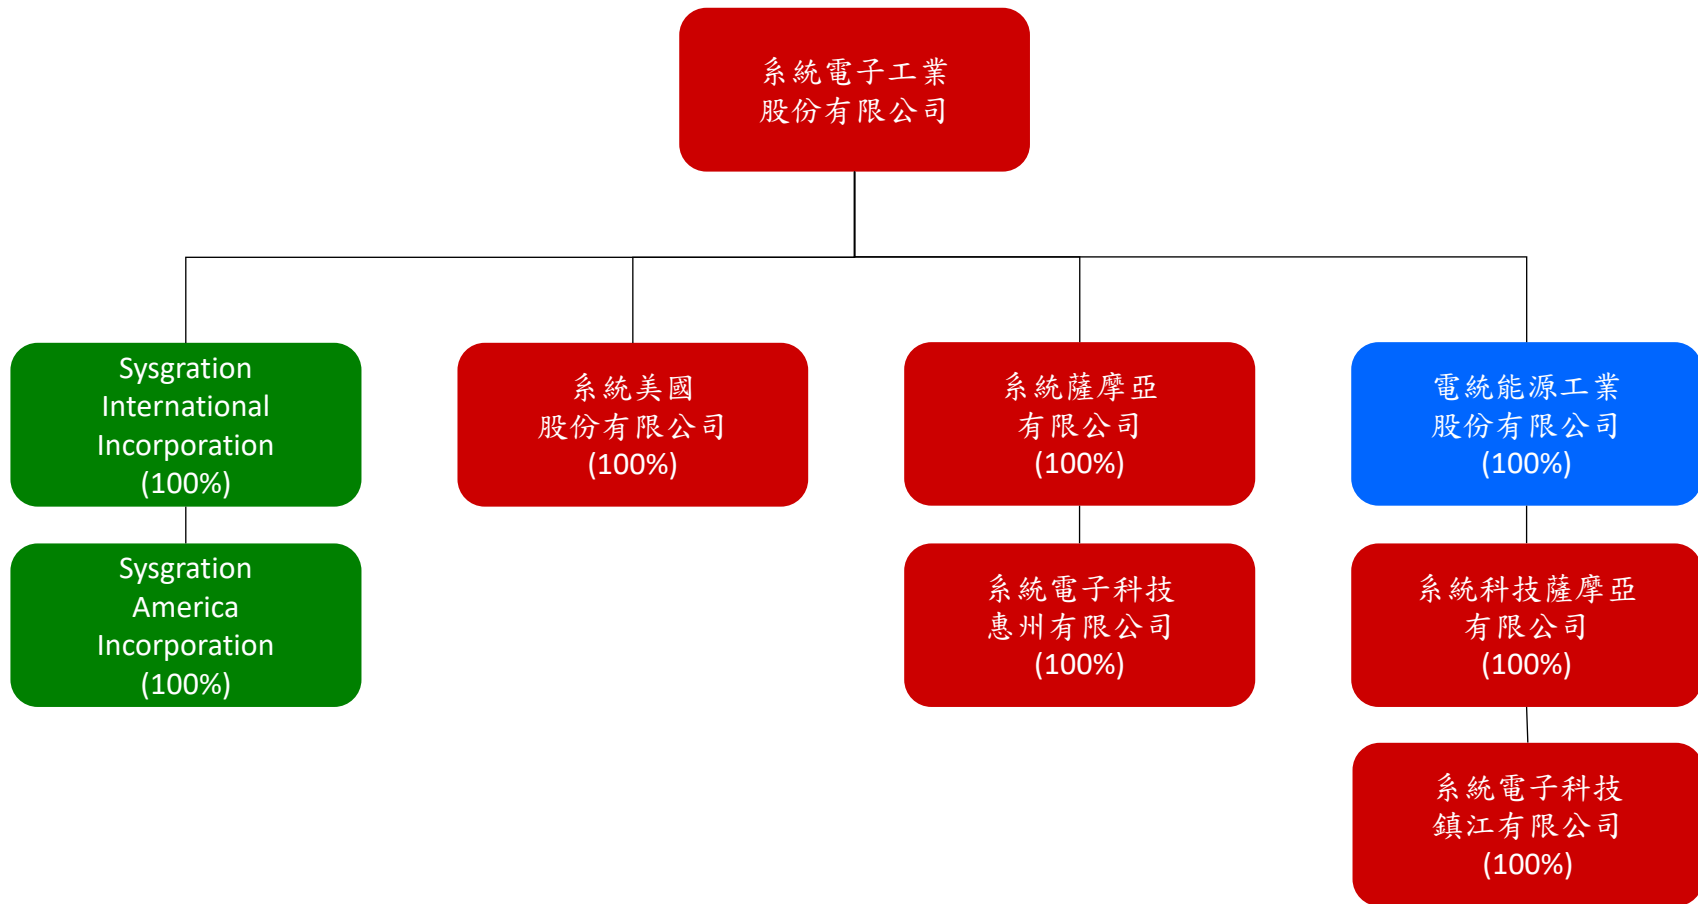 系統電子工業
股份有限公司
Sysgration
International
Incorporation
(100%)
系統美國
股份有限公司
(100%)
系統薩摩亞
有限公司
(100%)
電統能源工業
股份有限公司
(100%)
Sysgration
America
Incorporation
(100%)
系統電子科技
惠州有限公司
(100%)
系統科技薩摩亞
有限公司
(100%)
系統電子科技
鎮江有限公司
(100%)